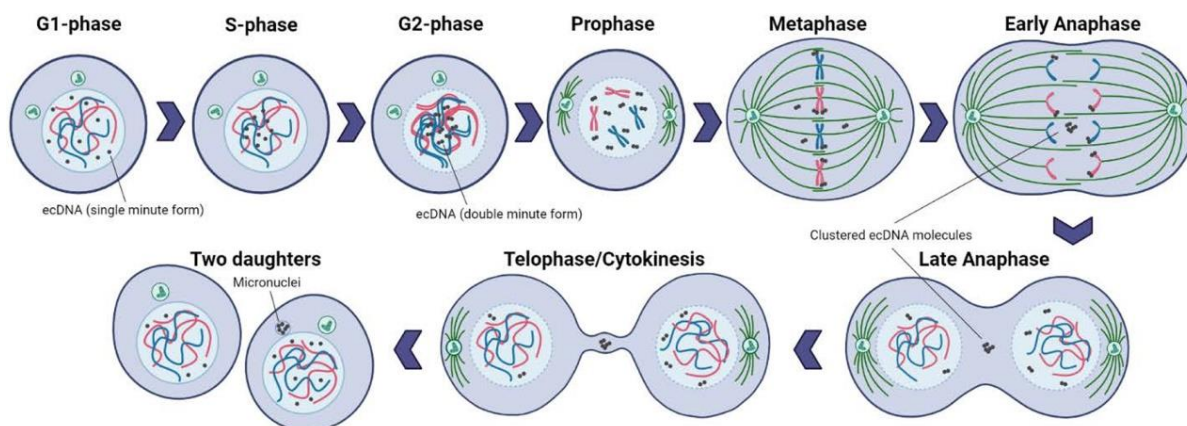 G1-phase
S-phase
G2-phase
Prophase
Metaphase
Early Anaphase
ecDNA (single minute form)
ecDNA (double minute form)
Clustered ecDNA molecules
Two daughters
Micronuclei
Telophase/Cytokinesis
Late Anaphase